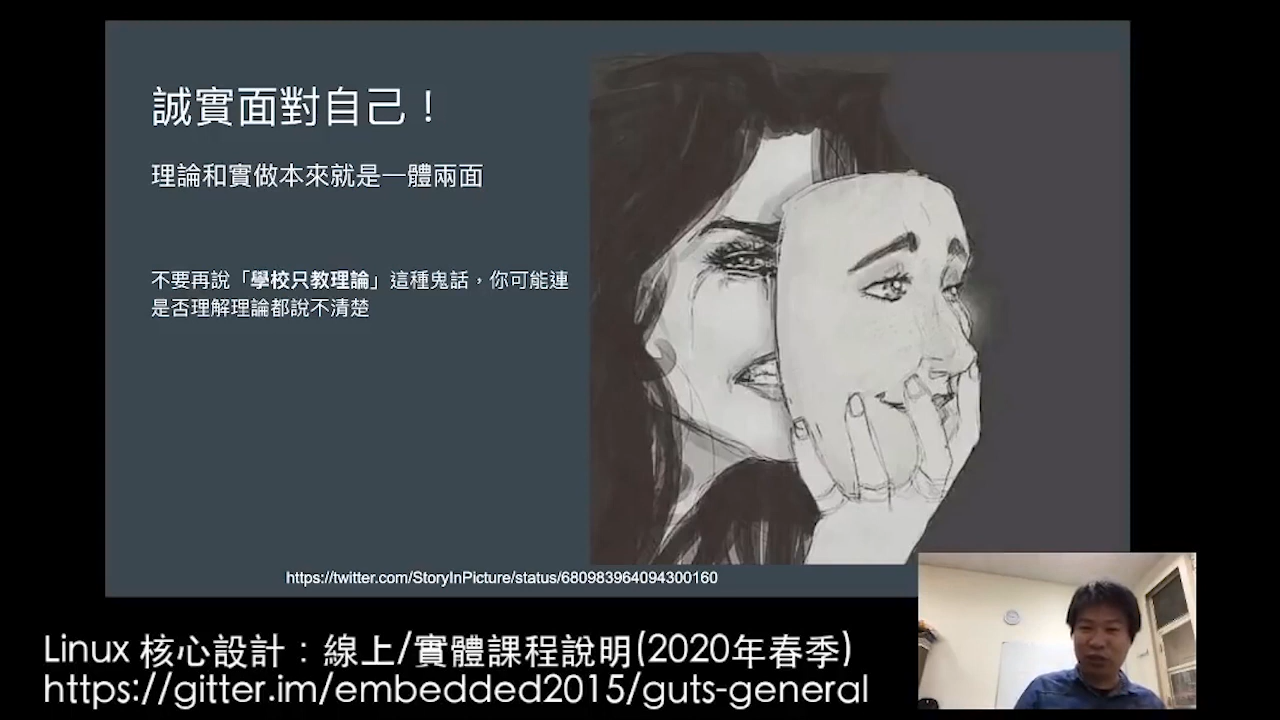 誠實面對自己！
理論和實做本來就是一體兩面
不要再說「學校只教理論」這種鬼話，你可能連
是否理解理論都說不清楚
https://twitter.com/StoryInPicture/status/680983964094300160
Linux 核心設計：線上/實體課程說明(2020年春季)
https://gitter.im/embedded2015/guts-general